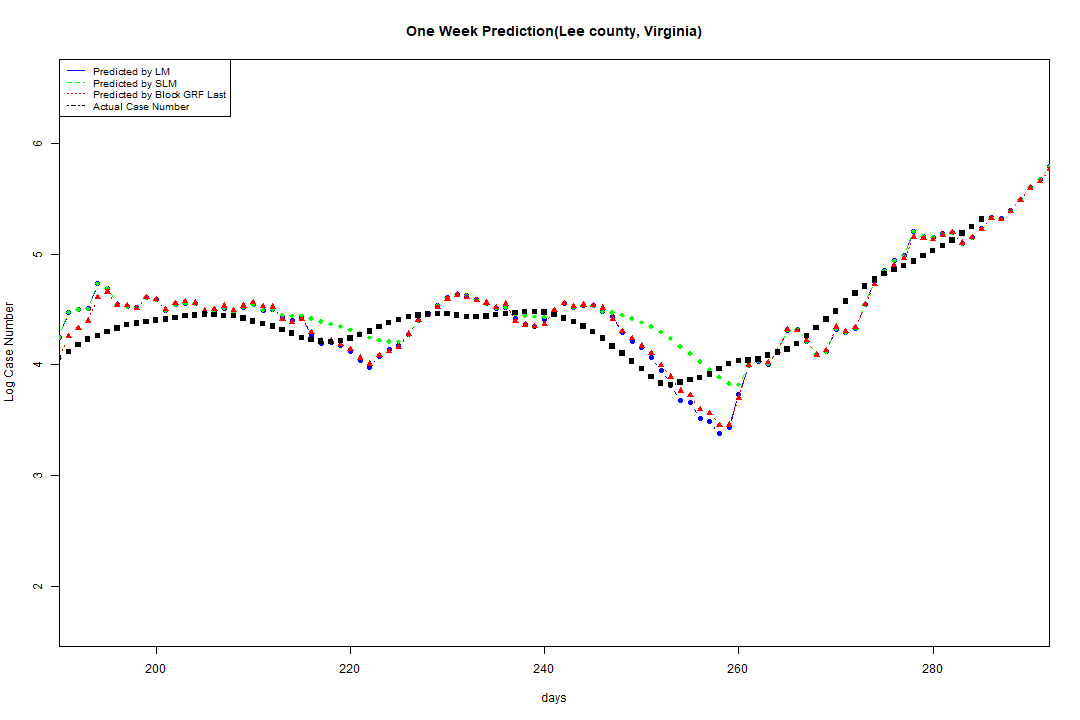 One Week Prediction(Lee county, Virginia)
Predicted by LM
Predicted by SLM
Predicted by Block GRF Last
Actual Case Number
6
5
4
3
2
Log Case Number
200 220 240 260 280
days